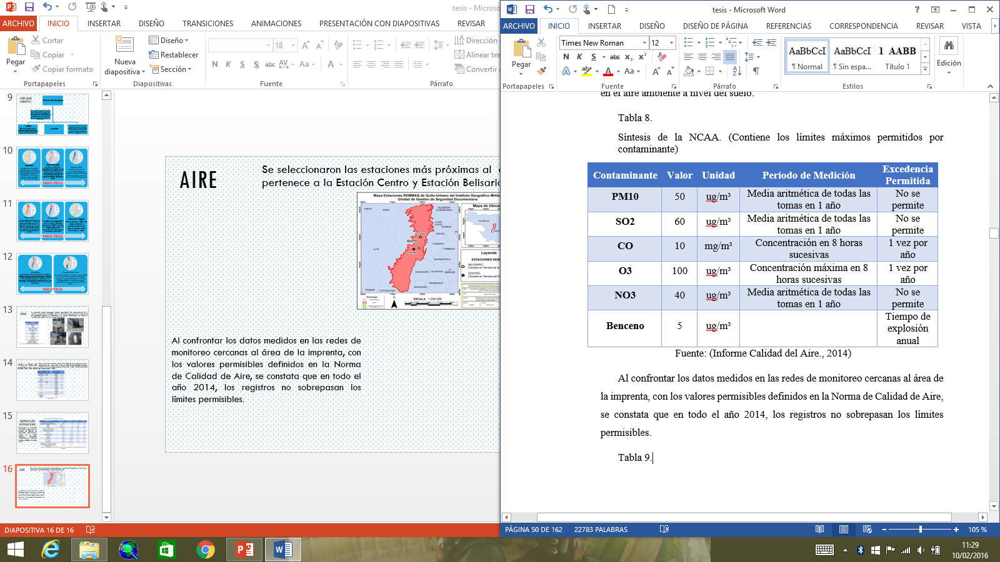 tesis - Microso
ARCHIVO INICIO INSERTAR DISEÑO TRANSICIONES ANIMACIONES PRESENTACIÓN CON DIAPOSITIVAS REVISAR
Pegar
Cortar
Copiar
Copiar formato
Portapapeles
Nueva diapositiva
Diseño
Restablecer
Sección
Diapositivas
18
N K S S abc AV Aa A
Fuente
Dirección
Alinear tex
Convertir a
Párrafo
9
10
MEDIO FÍSICO
11
MEDIO FÍSICO
12
MEDIO FÍSICO
13
14
15
16
AIRE
Se seleccionaron las estaciones más próximas al
pertenece a la Estación Centro y Estación Belisario
Mapa Estaciones REMMAQ de Quito-Urbano del Instituto Geográfico Milita
Unidad de Gestión de Seguridad Documentaria
Mapa de Ubicac
QUITO
Leyenda
ESTACIONES REM
BELISARIO:
CENTRO:
ESCALA 1:200.000
Al confrontar los datos medidos en las redes de
monitoreo cercanas al área de la imprenta, con
los valores permisibles definidos en la Norma
de Calidad de Aire, se constata que en todo el
año 2014, los registros no sobrepasan los
límites permisibles.
DIAPOSITIVA 16 DE 16
tesis - Microsoft Word
ARCHIVO INICIO INSERTAR DISEÑO DISEÑO DE PÁGINA REFERENCIAS CORRESPONDENCIA REVISAR VISTA
Pegar
Portapapeles
Times New Roman 12
N K S abc x₂ x²
A A Aa A A
Fuente
Párrafo
AaBbCcI AaBbCcI 1 AABB
¶ Normal ¶ Sin espa... Título 1
Estilos
Edición
en el aire ambiente a nivel del suelo.
Tabla 8.
Síntesis de la NCAA. (Contiene los límites máximos permitidos por
contaminante)
Contaminante Valor Unidad Periodo de Medición Excedencia Permitida
PM10 50 ug/m³ Media aritmética de todas las tomas en 1 año No se permite
SO2 60 ug/m³ Media aritmética de todas las tomas en 1 año No se permite
CO 10 mg/m³ Concentración en 8 horas sucesivas 1 vez por año
O3 100 ug/m³ Concentración máxima en 8 horas sucesivas 1 vez por año
NO3 40 ug/m³ Media aritmética de todas las tomas en 1 año No se permite
Benceno 5 ug/m³ Tiempo de explosión anual
Fuente: (Informe Calidad del Aire., 2014)
Al confrontar los datos medidos en las redes de monitoreo cercanas al área de
la imprenta, con los valores permisibles definidos en la Norma de Calidad de Aire,
se constata que en todo el año 2014, los registros no sobrepasan los límites
permisibles.
Tabla 9.
PÁGINA 50 DE 162 22783 PALABRAS
105 %
11:29
10/02/2016